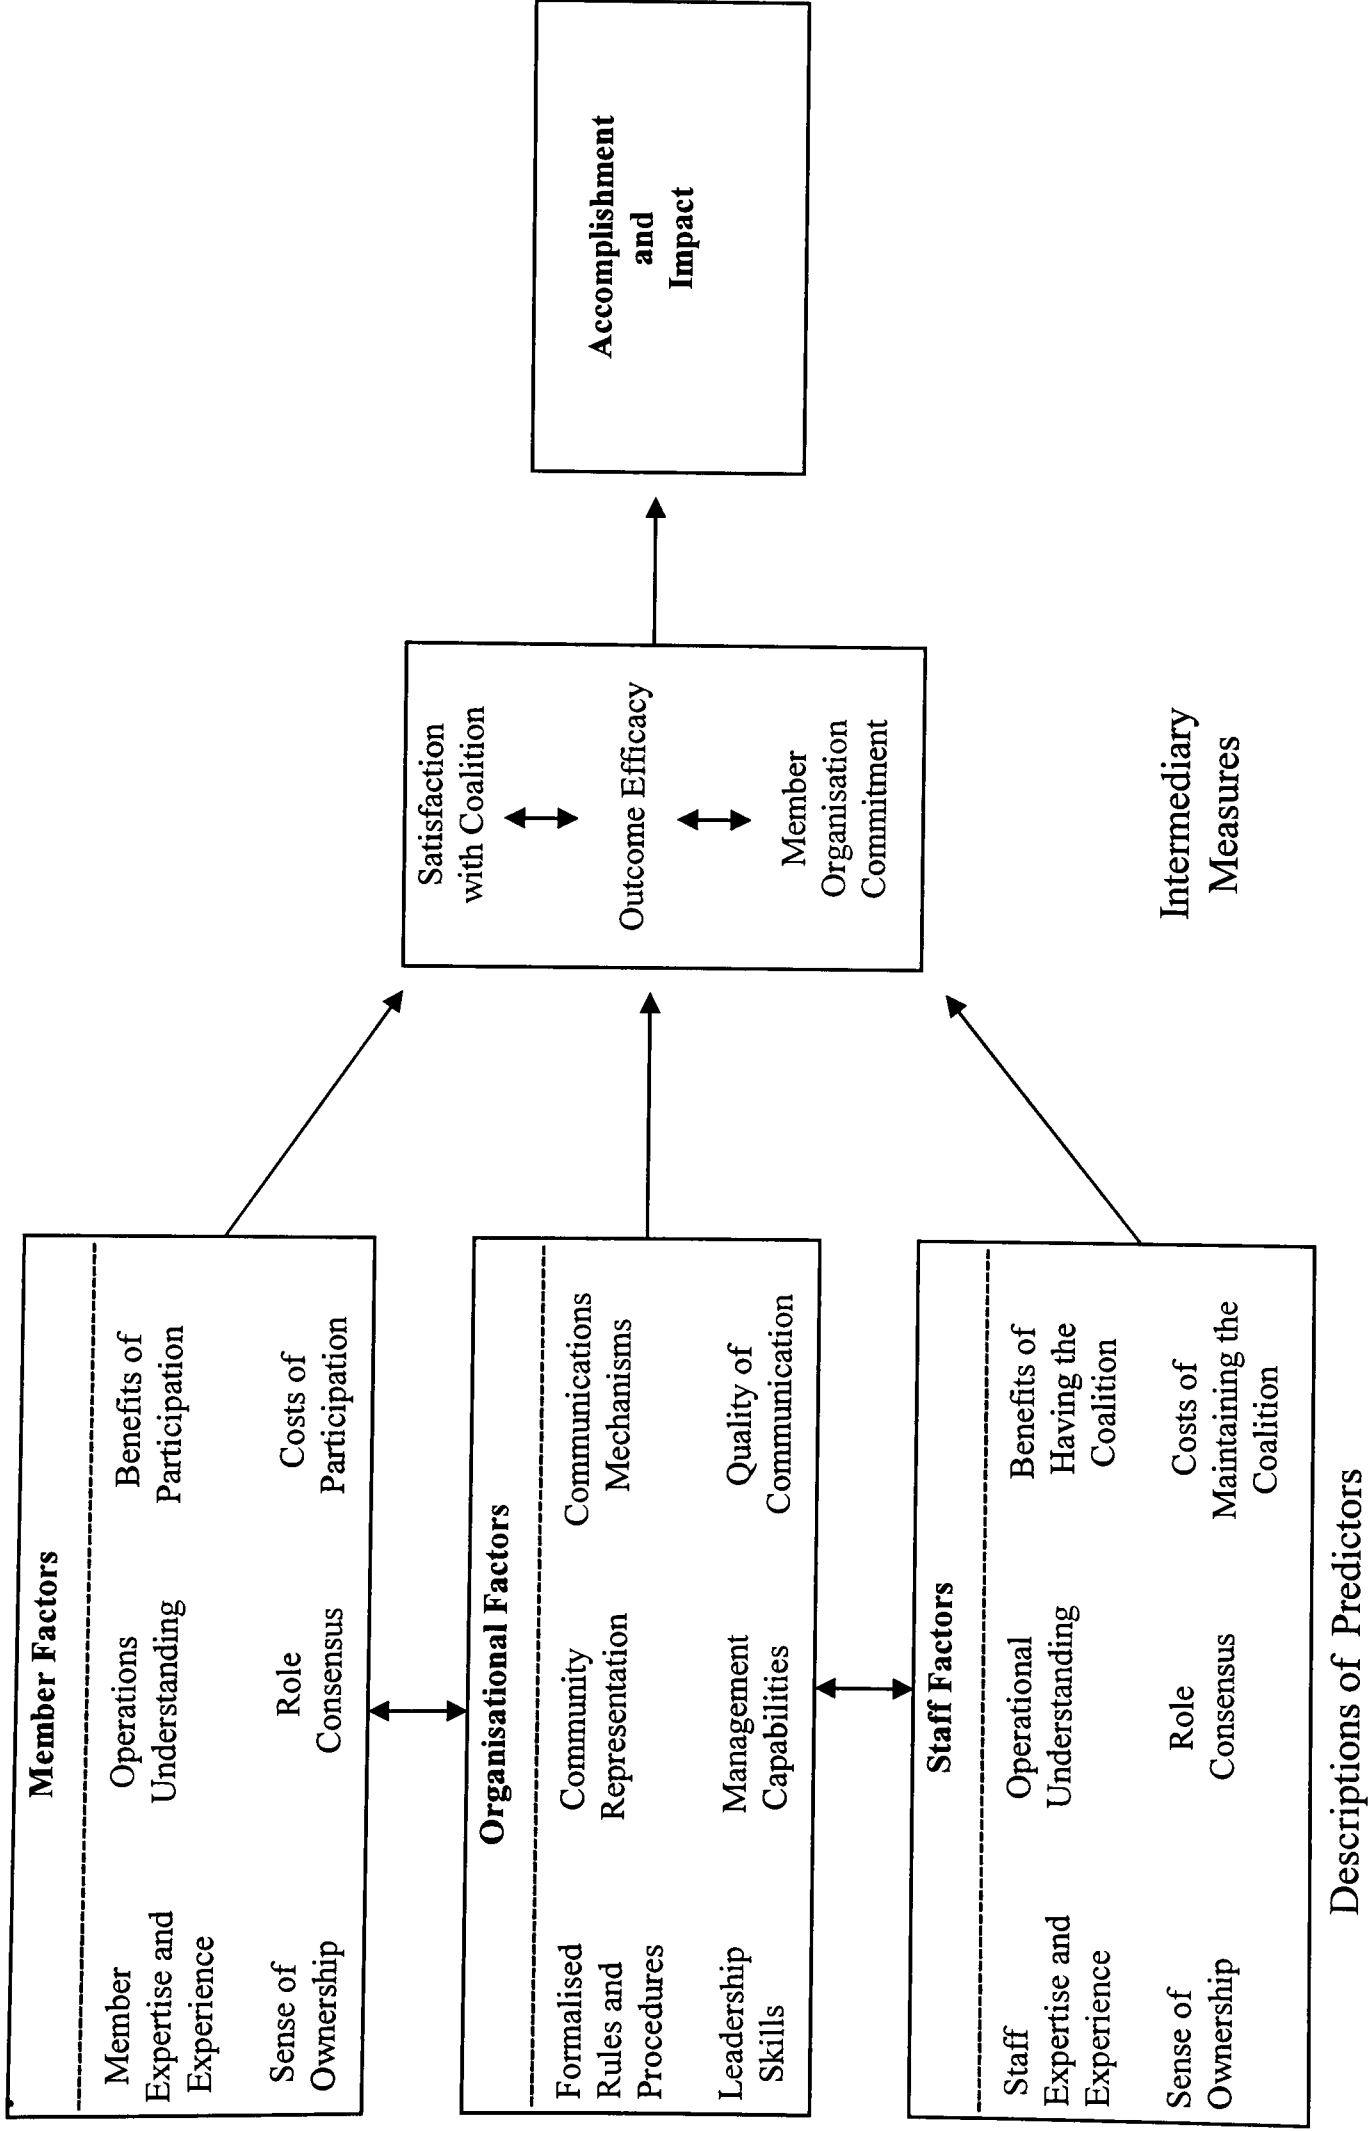 Member Factors
Member
Expertise and
Experience
Operations
Understanding
Benefits of
Participation
Sense of
Ownership
Role
Consensus
Costs of
Participation
Organisational Factors
Formalised
Rules and
Procedures
Community
Representation
Communications
Mechanisms
Leadership
Skills
Management
Capabilities
Quality of
Communication
Staff Factors
Staff
Expertise and
Experience
Operational
Understanding
Benefits of
Having the
Coalition
Sense of
Ownership
Role
Consensus
Costs of
Maintaining the
Coalition
Descriptions of Predictors
Satisfaction
with Coalition
Outcome Efficacy
Member
Organisation
Commitment
Intermediary
Measures
Accomplishment
and
Impact